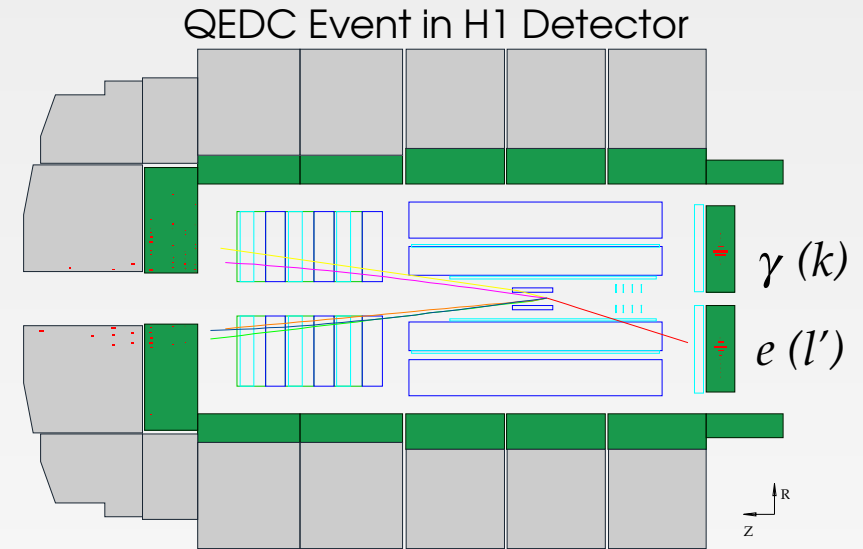 QEDC Event in H1 Detector
γ (k)
e (l′)
R
Z